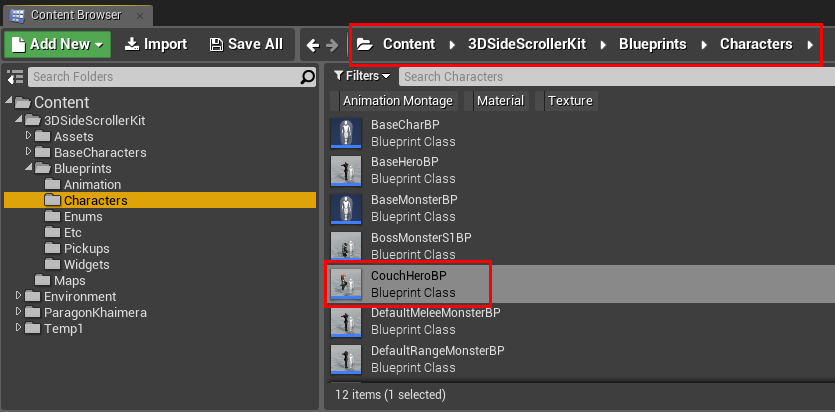 Content Browser
Add New
Import
Save All
Content
3DSideScrollerKit
Blueprints
Characters
Search Folders
Filters
Search Characters
Content
3DSideScrollerKit
Assets
BaseCharacters
Blueprints
Animation
Characters
Enums
Etc
Pickups
Widgets
Maps
Environment
ParagonKhaimera
Temp1
Animation Montage
Material
Texture
BaseCharBP
Blueprint Class
BaseHeroBP
Blueprint Class
BaseMonsterBP
Blueprint Class
BossMonsterS1BP
Blueprint Class
CouchHeroBP
Blueprint Class
DefaultMeleeMonsterBP
Blueprint Class
DefaultRangeMonsterBP
Blueprint Class
12 items (1 selected)